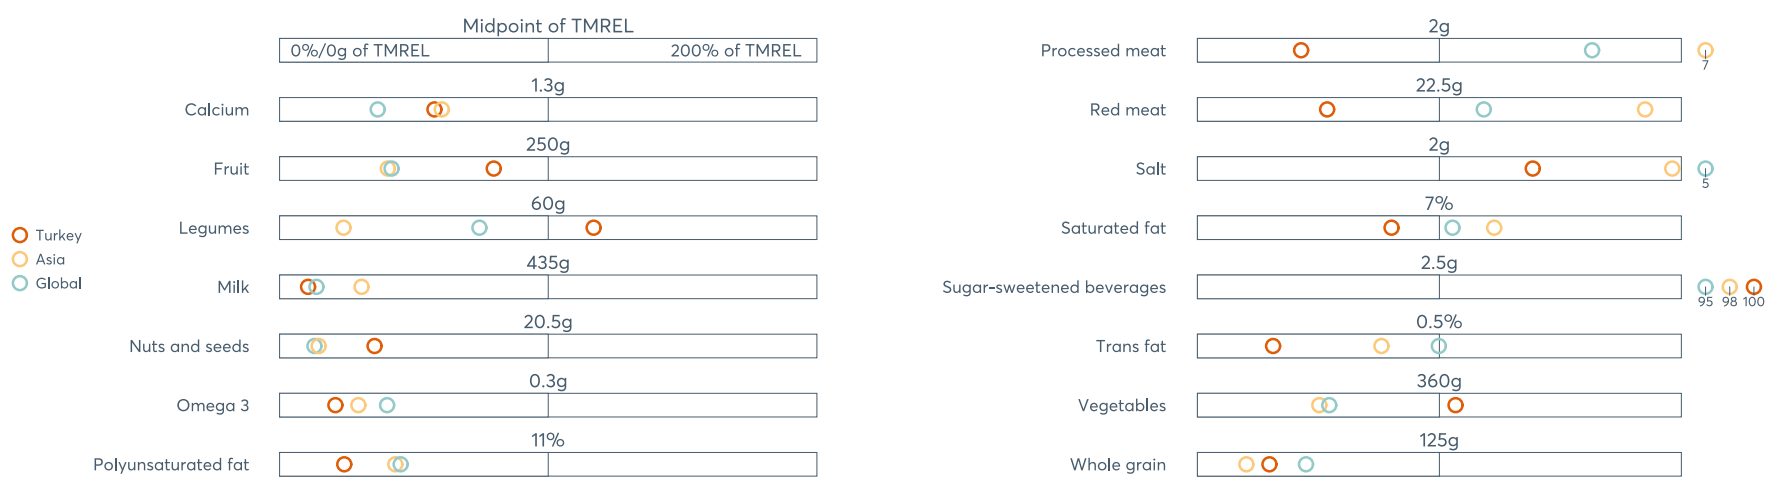 Midpoint of TMREL
0%/0g of TMREL 200% of TMREL
1.3g
Calcium
250g
Fruit
60g
Legumes
435g
Milk
20.5g
Nuts and seeds
0.3g
Omega 3
11%
Polyunsaturated fat
Turkey
Asia
Global
2g
Processed meat
7
22.5g
Red meat
2g
Salt
5
7%
Saturated fat
2.5g
Sugar-sweetened beverages
95 98 100
0.5%
Trans fat
360g
Vegetables
125g
Whole grain